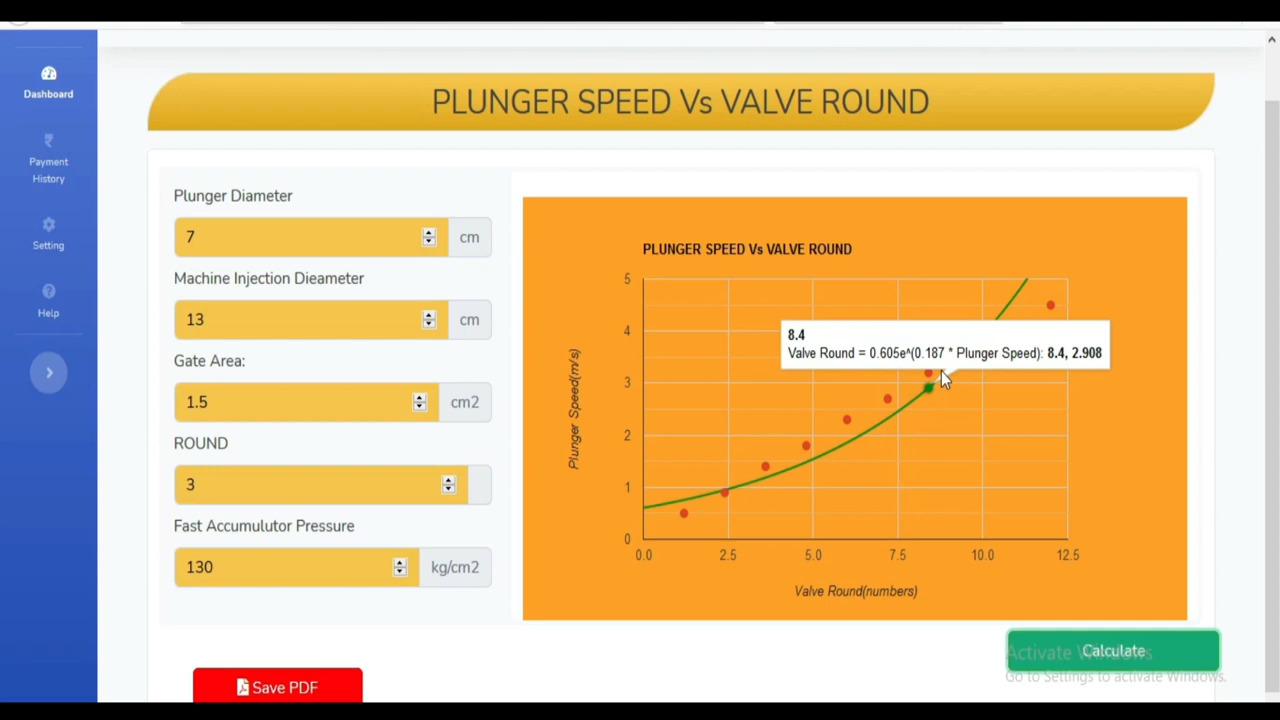 PLUNGER SPEED Vs VALVE ROUND
Dashboard
Payment
History
Setting
Help
Plunger Diameter
7 cm
Machine Injection Dieameter
13 cm
Gate Area:
1.5 cm2
ROUND
3
Fast Accumulutor Pressure
130 kg/cm2
PLUNGER SPEED Vs VALVE ROUND
Plunger Speed(m/s)
5
4
3
2
1
0
8.4
Valve Round = 0.605e^(0.187 * Plunger Speed): 8.4, 2.908
0.0 2.5 5.0 7.5 10.0 12.5
Valve Round(numbers)
Calculate
Activate Windows
Go to Settings to activate Windows.
Save PDF